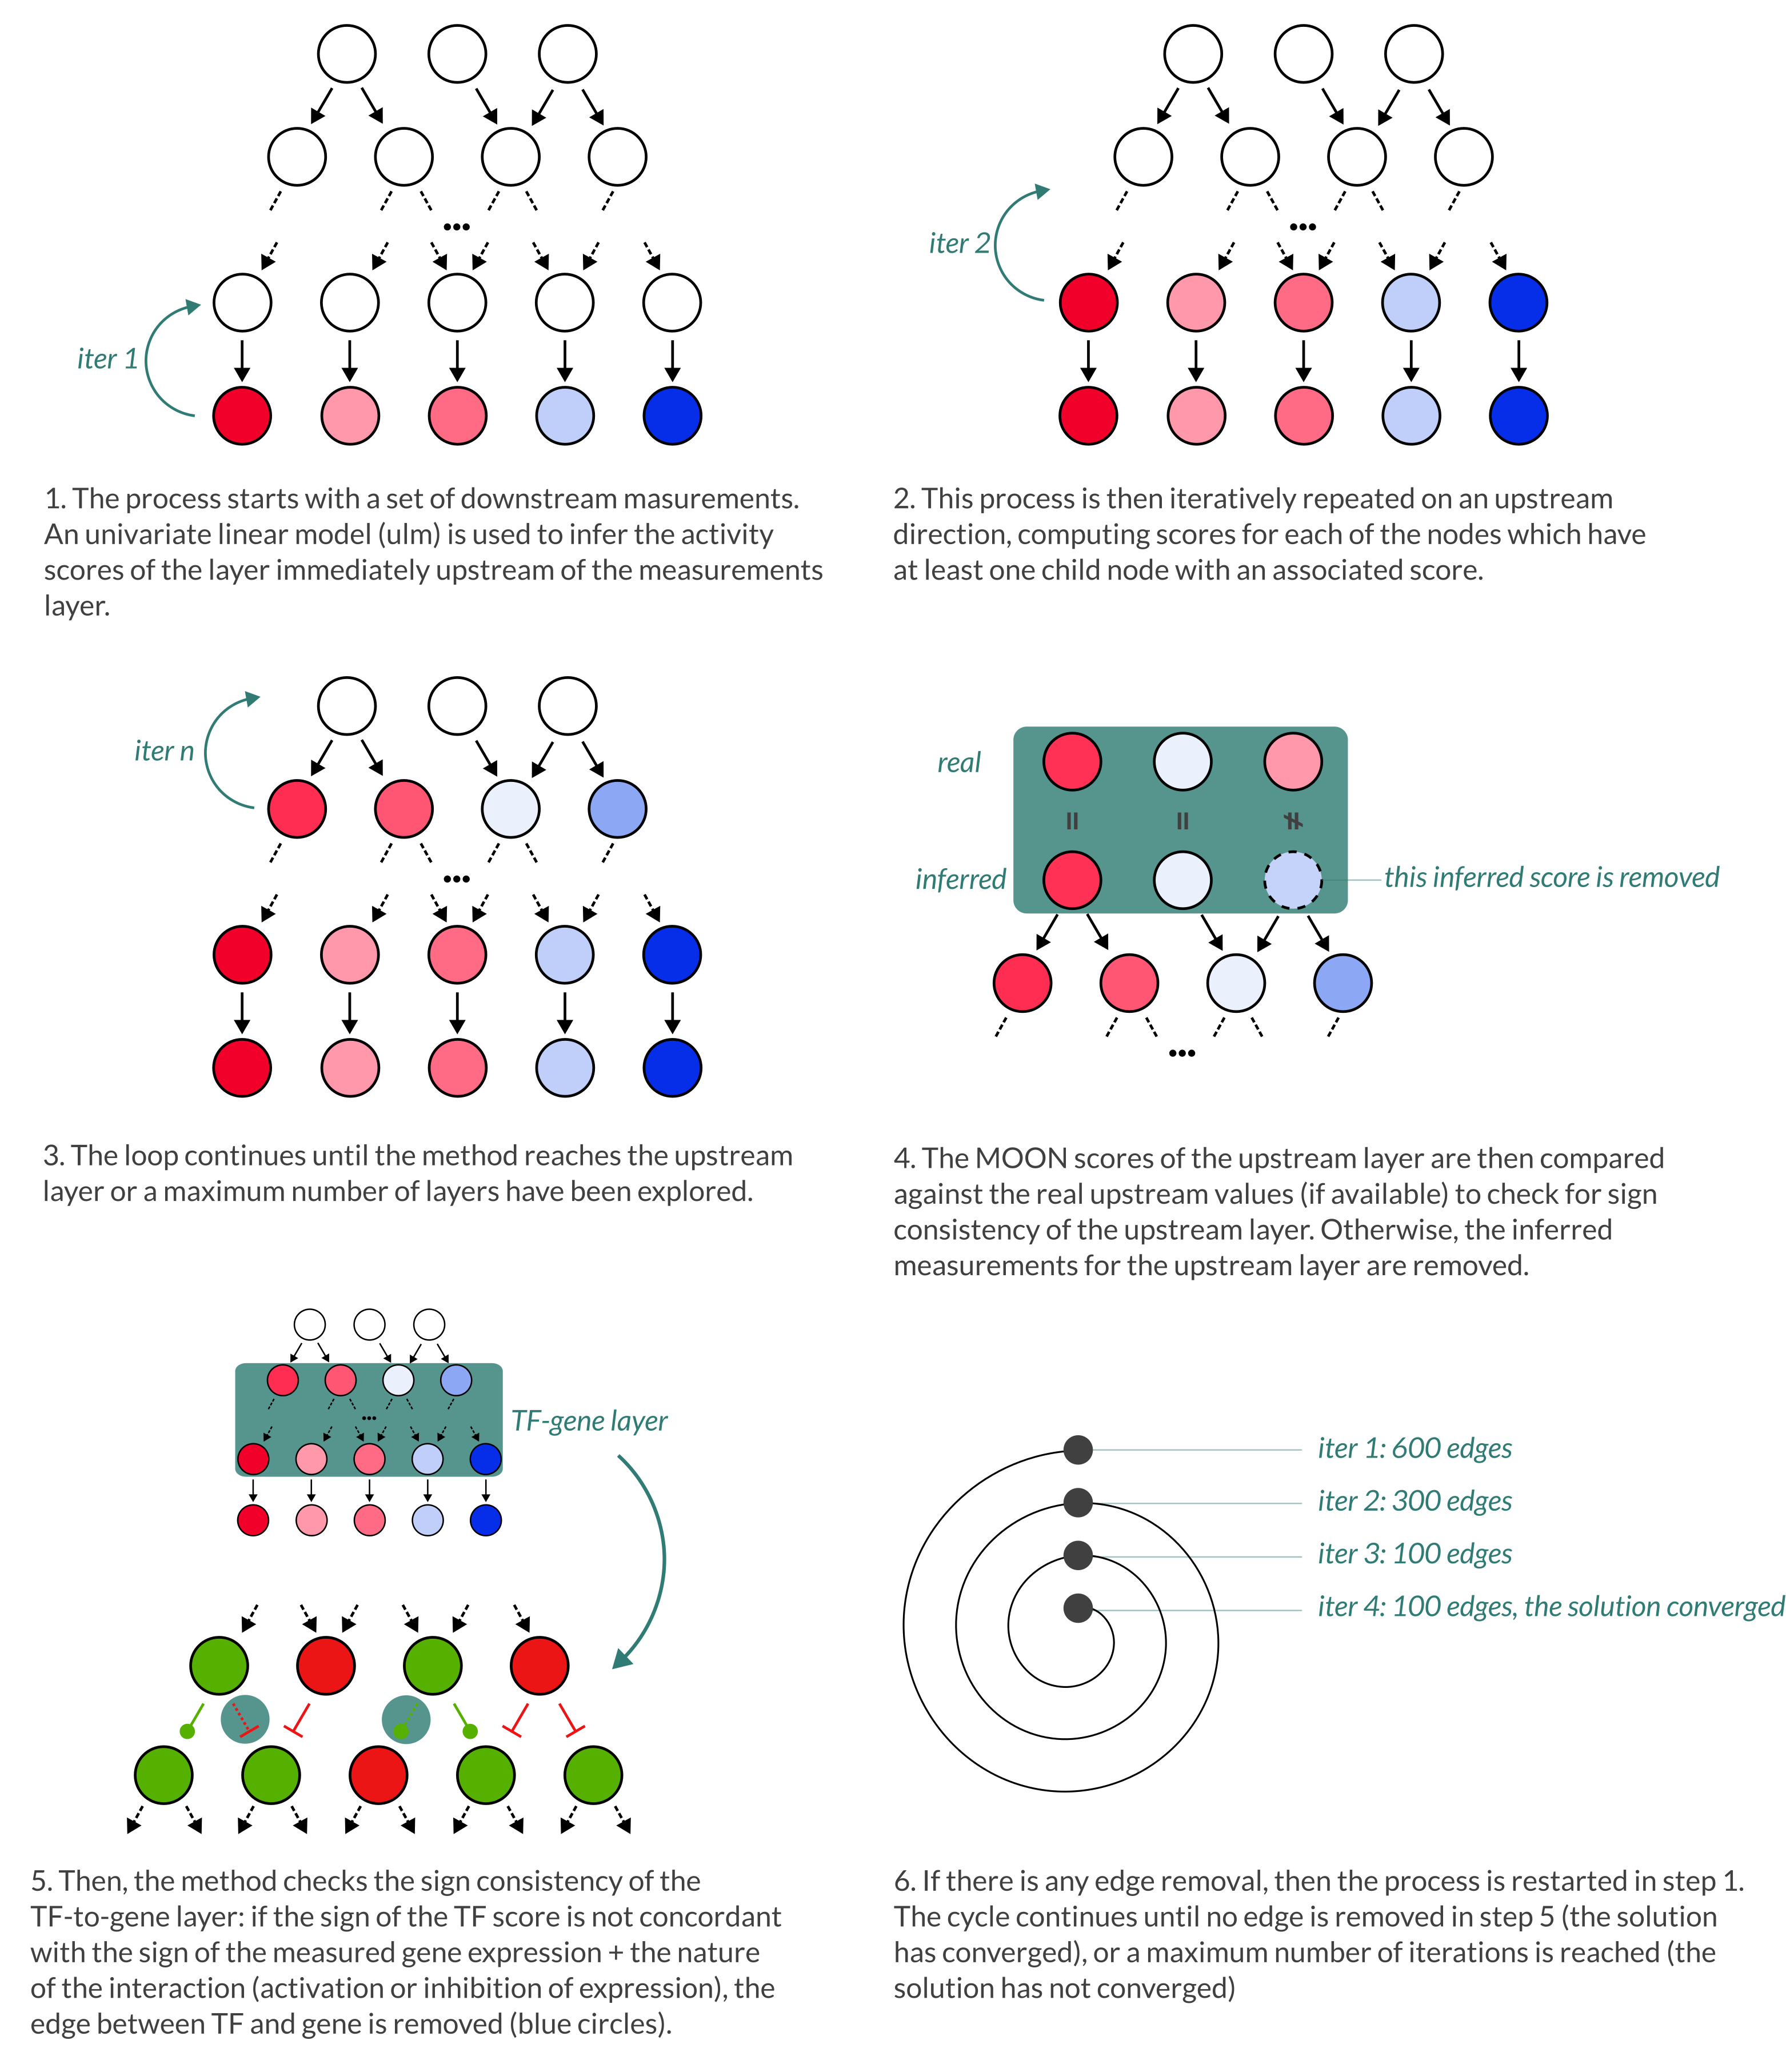 iter 1
1. The process starts with a set of downstream masurements.
An univariate linear model (ulm) is used to infer the activity
scores of the layer immediately upstream of the measurements
layer.
iter 2
2. This process is then iteratively repeated on an upstream
direction, computing scores for each of the nodes which have
at least one child node with an associated score.
iter n
3. The loop continues until the method reaches the upstream
layer or a maximum number of layers have been explored.
real
inferred
this inferred score is removed
4. The MOON scores of the upstream layer are then compared
against the real upstream values (if available) to check for sign
consistency of the upstream layer. Otherwise, the inferred
measurements for the upstream layer are removed.
TF-gene layer
5. Then, the method checks the sign consistency of the
TF-to-gene layer: if the sign of the TF score is not concordant
with the sign of the measured gene expression + the nature
of the interaction (activation or inhibition of expression), the
edge between TF and gene is removed (blue circles).
iter 1: 600 edges
iter 2: 300 edges
iter 3: 100 edges
iter 4: 100 edges, the solution converged
6. If there is any edge removal, then the process is restarted in step 1.
The cycle continues until no edge is removed in step 5 (the solution
has converged), or a maximum number of iterations is reached (the
solution has not converged)